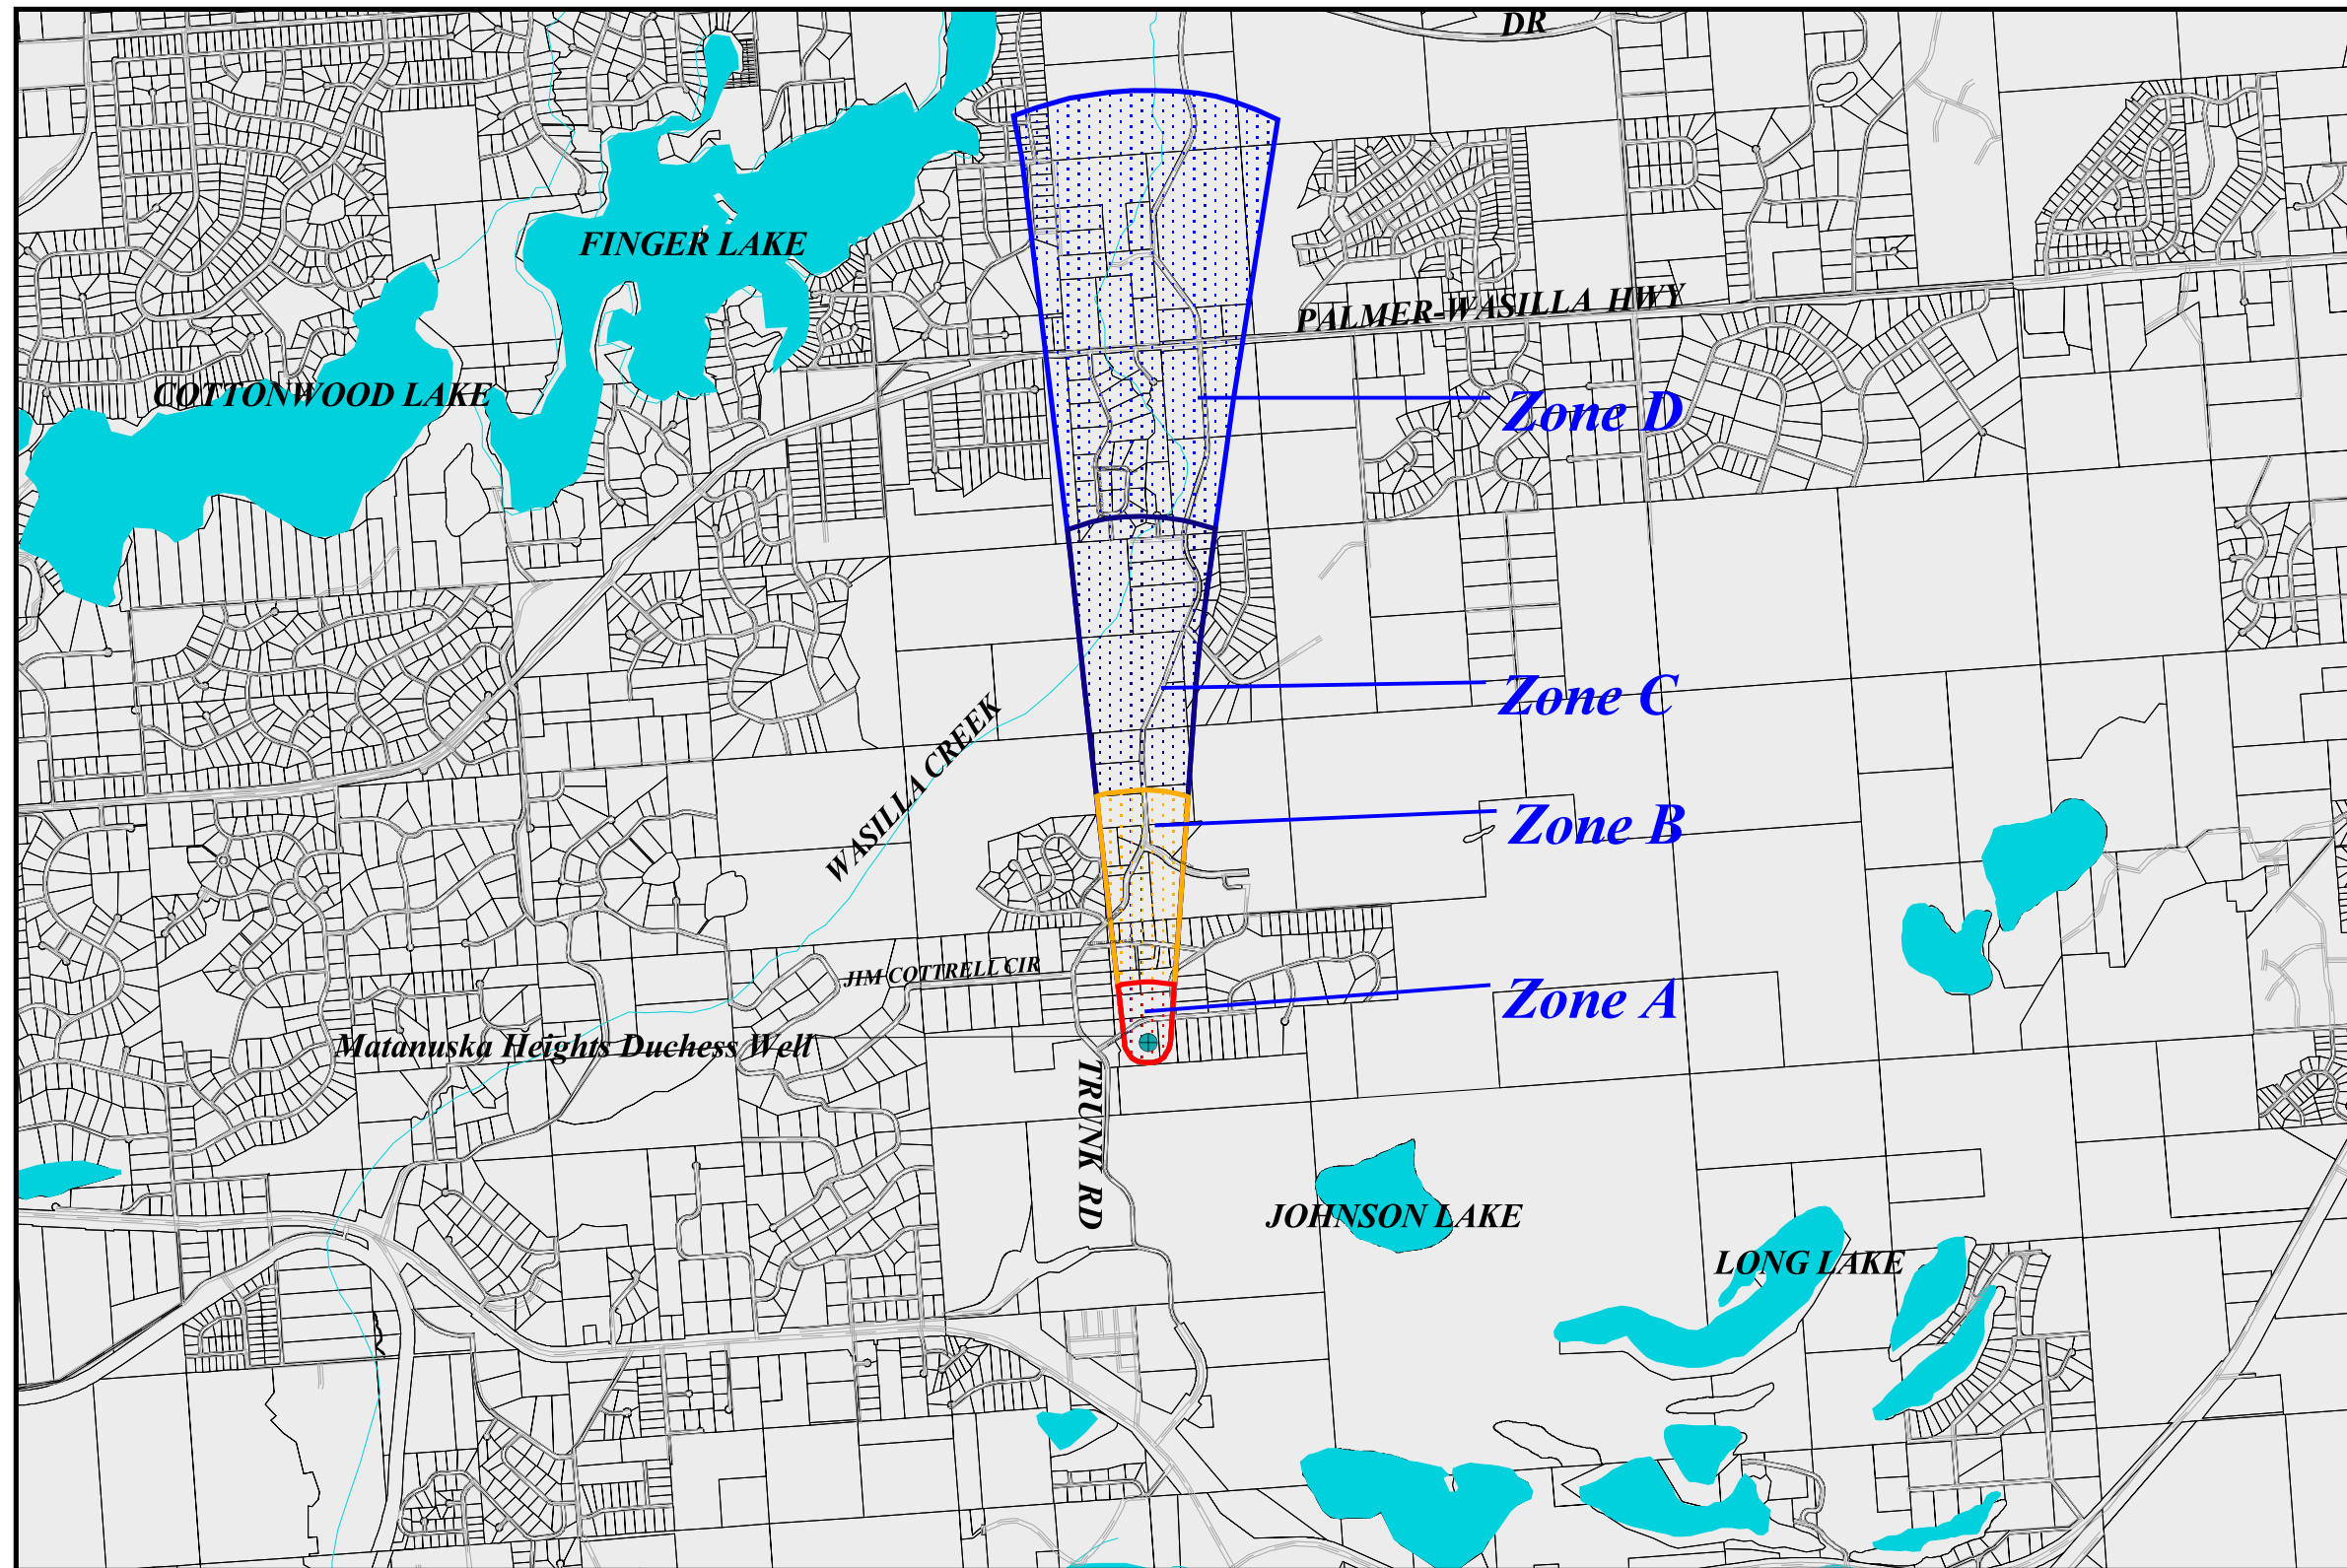 DR
FINGER LAKE
PALMER-WASILLA HWY
COTTONWOOD LAKE
Zone D
Zone C
WASILLA CREEK
Zone B
JIM COTTRELL CIR
Zone A
Matanuska Heights Duchess Well
TRUNK RD
JOHNSON LAKE
LONG LAKE